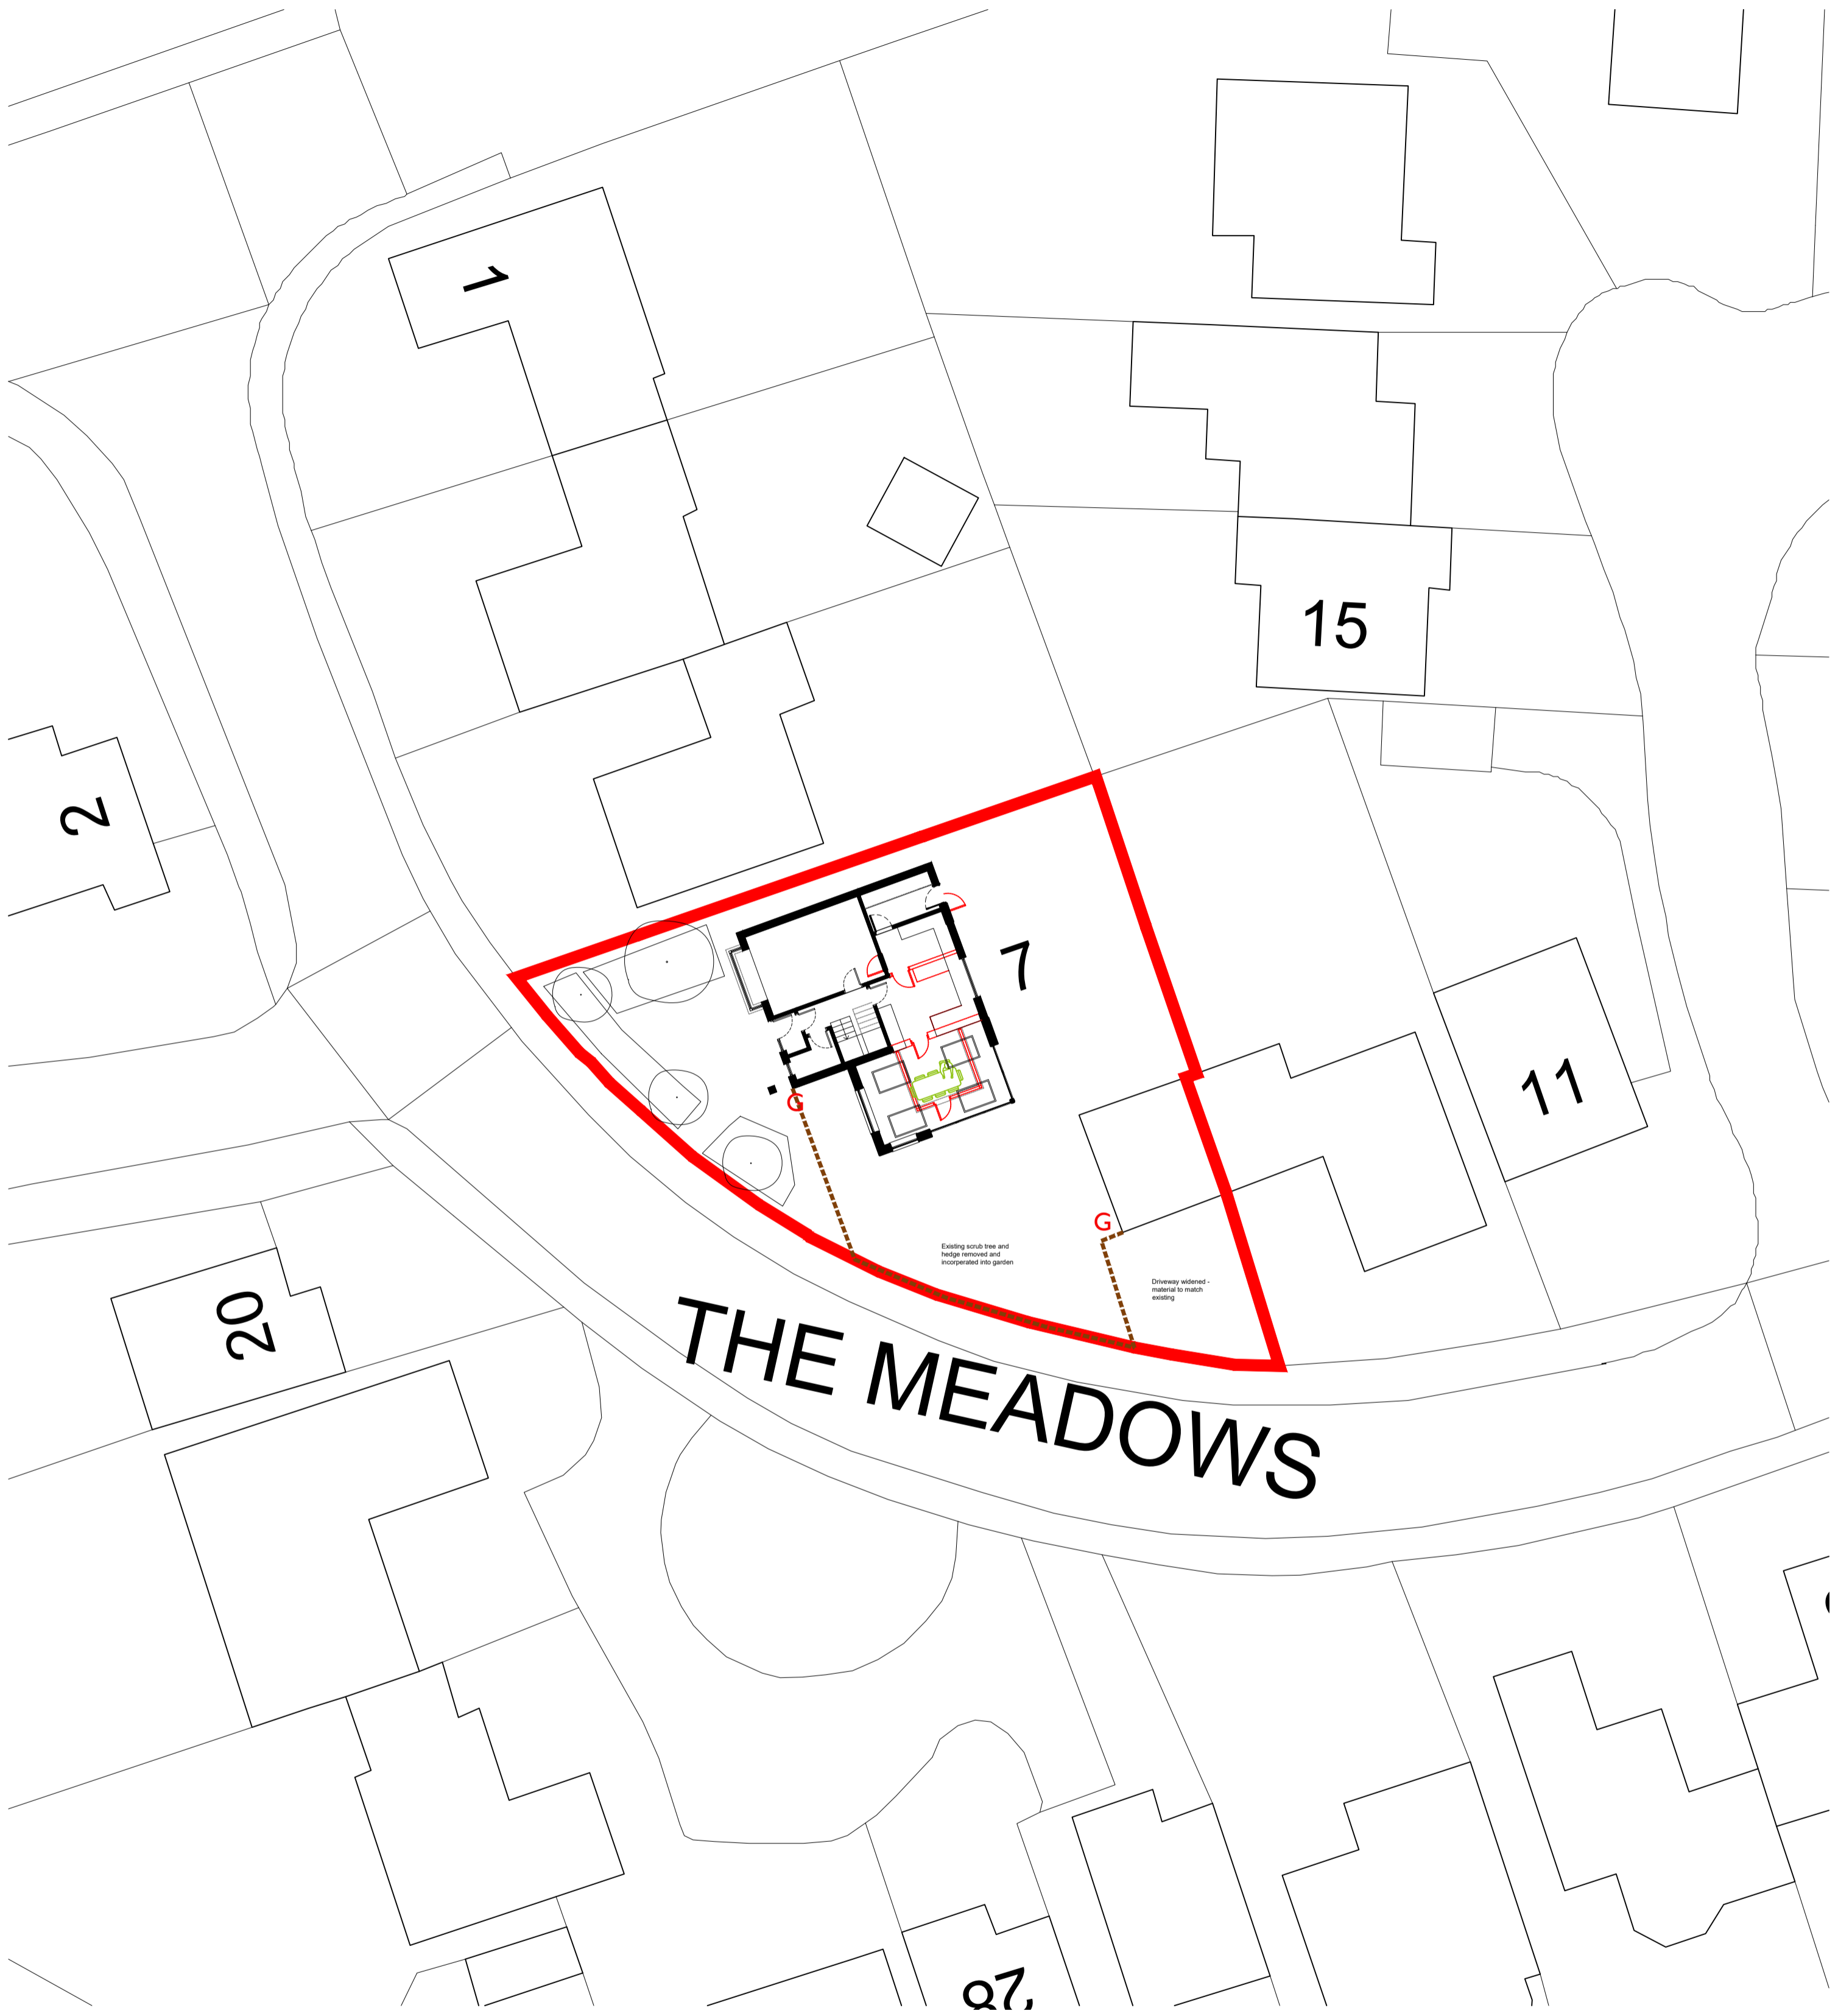 1
15
2
7
11
G
G
Existing scrub tree and
hedge removed and
incorperated into garden
Driveway widened -
material to match
existing
20
THE MEADOWS
28